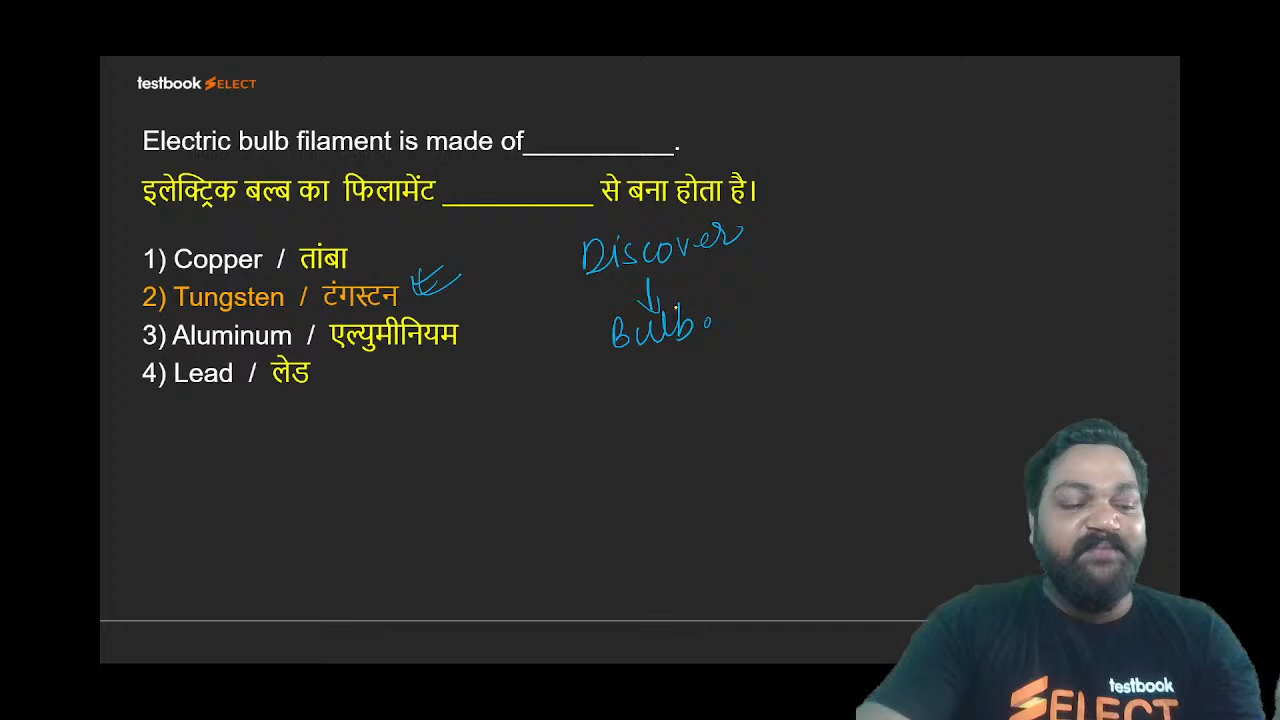 testbook SELECT
Electric bulb filament is made of__________.
इलेक्ट्रिक बल्ब का फिलामेंट __________ से बना होता है।
1) Copper / तांबा
2) Tungsten / टंगस्टन
3) Aluminum / एल्युमीनियम
4) Lead / लेड
Discover
Bulb
testbook
SELECT